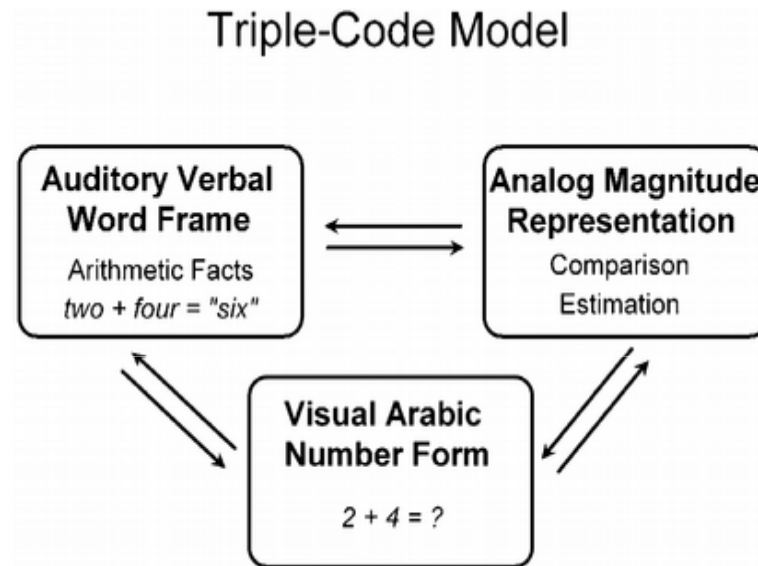 Triple-Code Model
Auditory Verbal
Word Frame
Arithmetic Facts
two + four = "six"
Analog Magnitude
Representation
Comparison
Estimation
Visual Arabic
Number Form
2 + 4 = ?